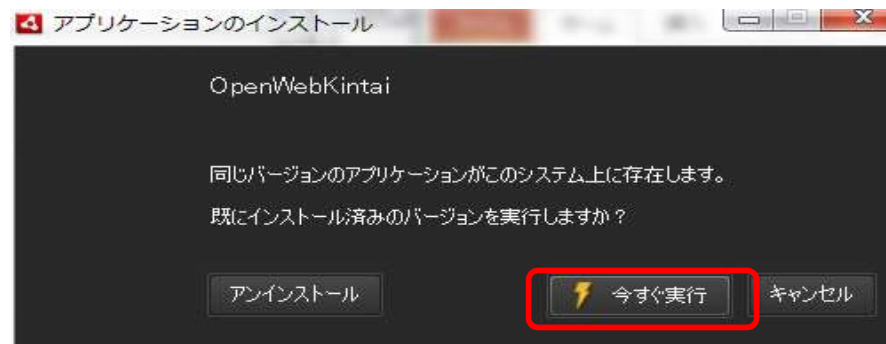 アプリケーションのインストール
OpenWebKintai
同じバージョンのアプリケーションがこのシステム上に存在します。
既にインストール済みのバージョンを実行しますか？
アンインストール
今すぐ実行
キャンセル